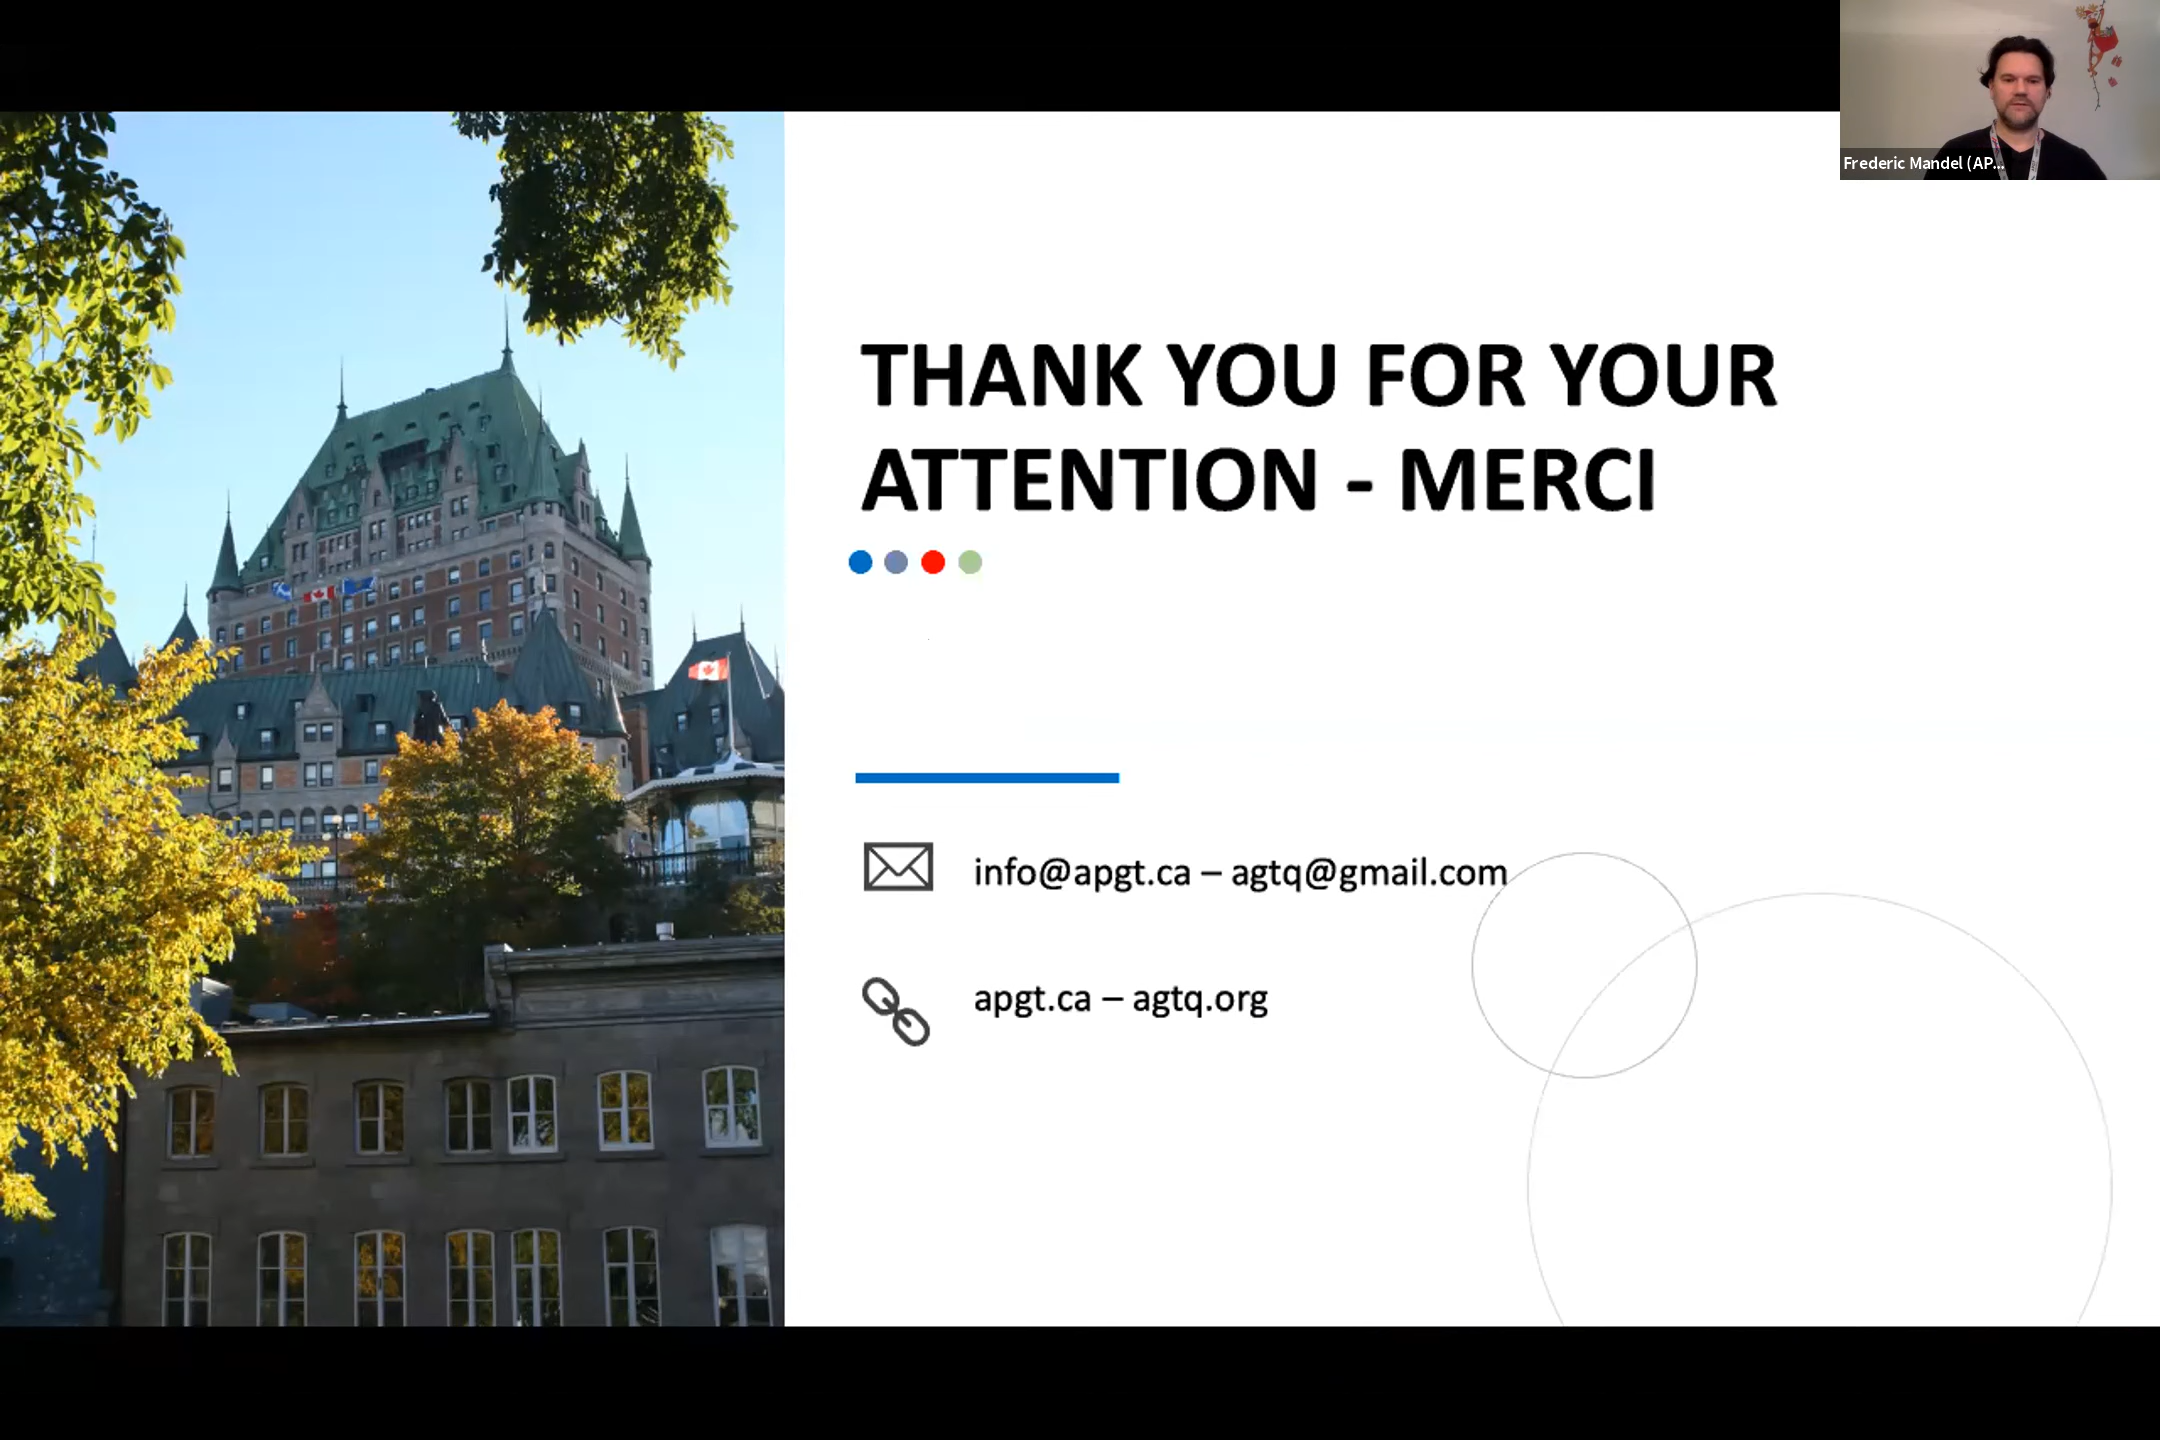 Frederic Mandel (AP...
THANK YOU FOR YOUR
ATTENTION - MERCI
info@apgt.ca – agtq@gmail.com
apgt.ca – agtq.org